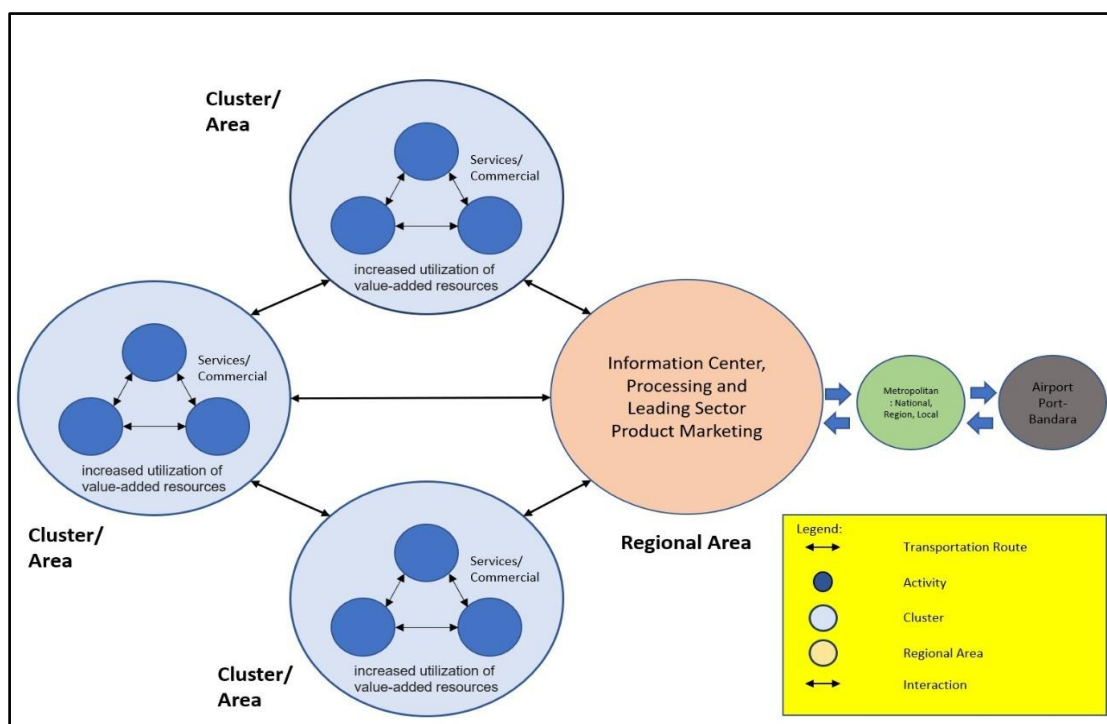 Cluster/
Area
Services/
Commercial
increased utilization of
value-added resources
Services/
Commercial
increased utilization of
value-added resources
Cluster/
Area
Services/
Commercial
increased utilization of
value-added resources
Cluster/
Area
Information Center,
Processing and
Leading Sector
Product Marketing
Regional Area
Metropolitan
: National,
Region, Local
Airport
Port-
Bandara
Legend:
Transportation Route
Activity
Cluster
Regional Area
Interaction